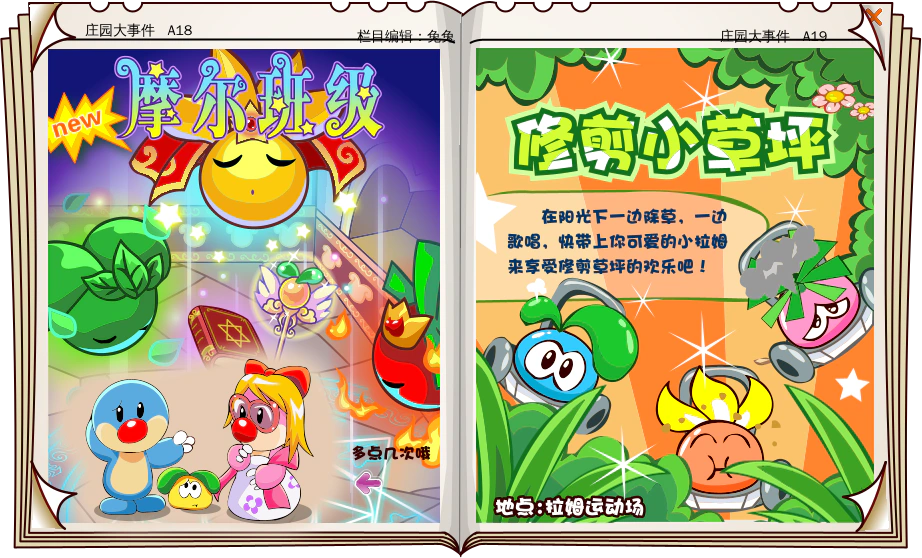 庄园大事件 A18
栏目编辑：兔兔
new
摩尔班级
多点几次哦
庄园大事件 A19
修剪小草坪
在阳光下一边除草，一边
歌唱，快带上你可爱的小拉姆
来享受修剪草坪的欢乐吧！
地点:拉姆运动场